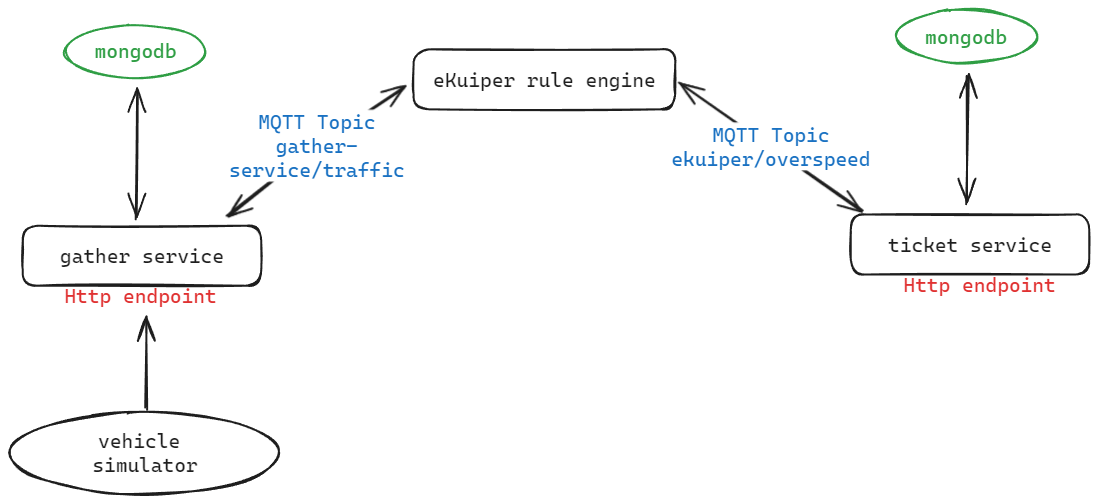 mongodb
mongodb
eKuiper rule engine
MQTT Topic
gather-
service/traffic
MQTT Topic
ekuiper/overspeed
gather service
Http endpoint
ticket service
Http endpoint
vehicle
simulator